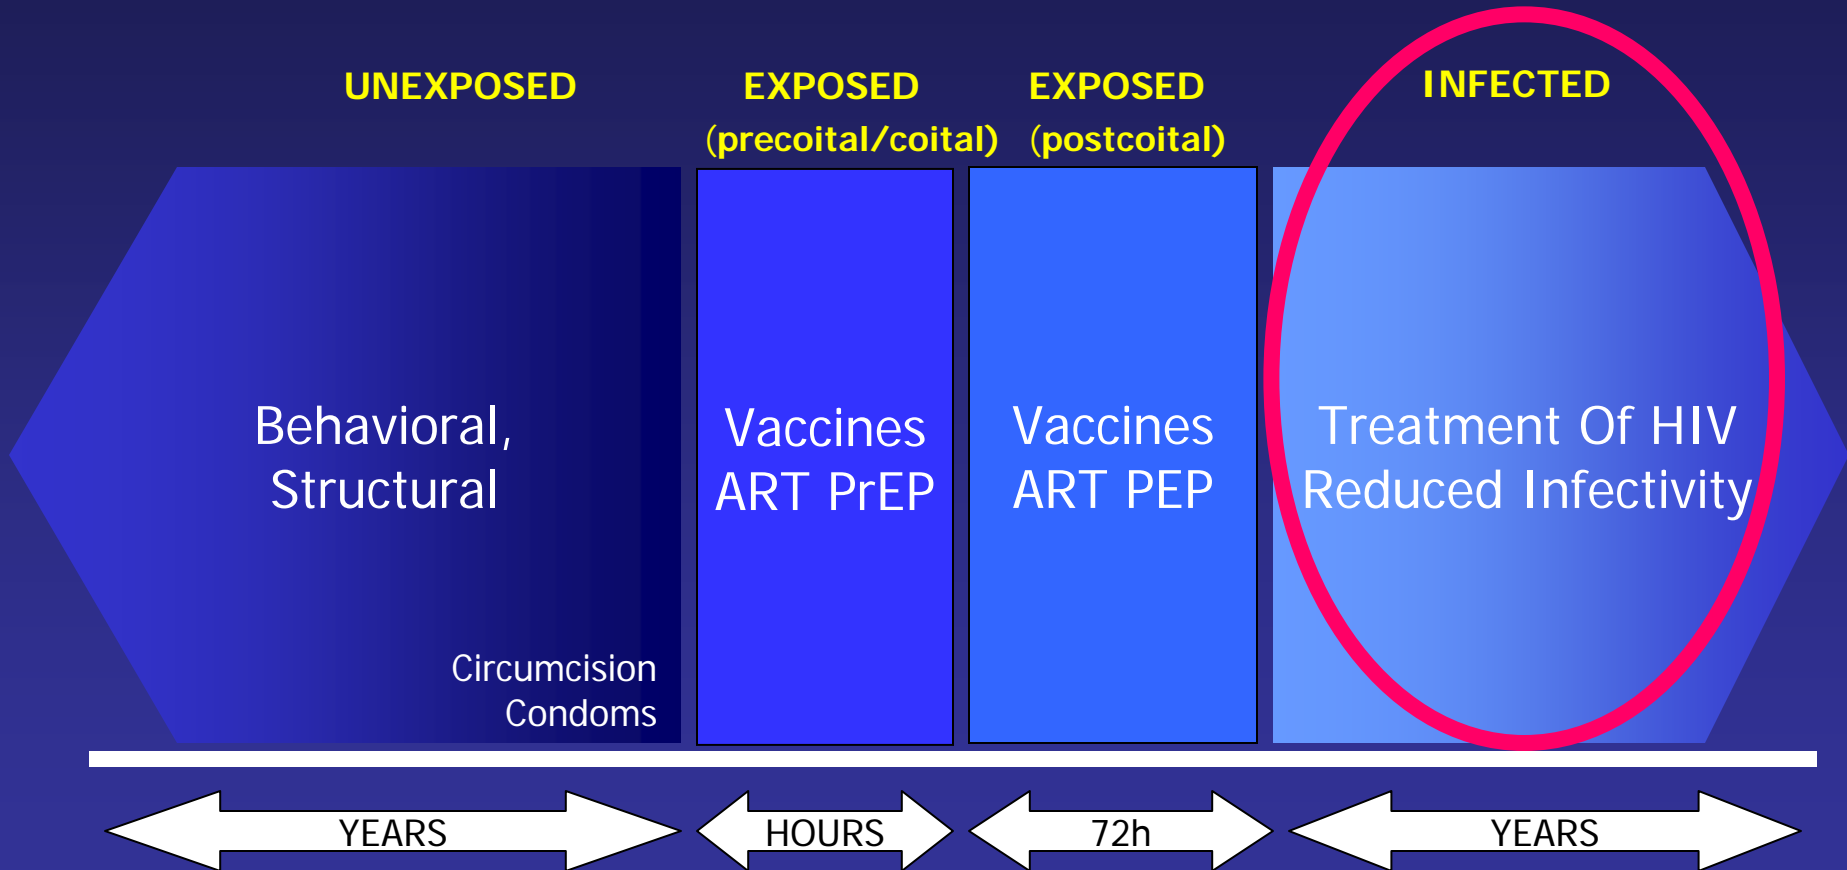 UNEXPOSED
EXPOSED
(precoital/coital)
EXPOSED
(postcoital)
INFECTED
Behavioral,
Structural
Circumcision
Condoms
Vaccines
ART PrEP
Vaccines
ART PEP
Treatment Of HIV
Reduced Infectivity
YEARS
HOURS
72h
YEARS